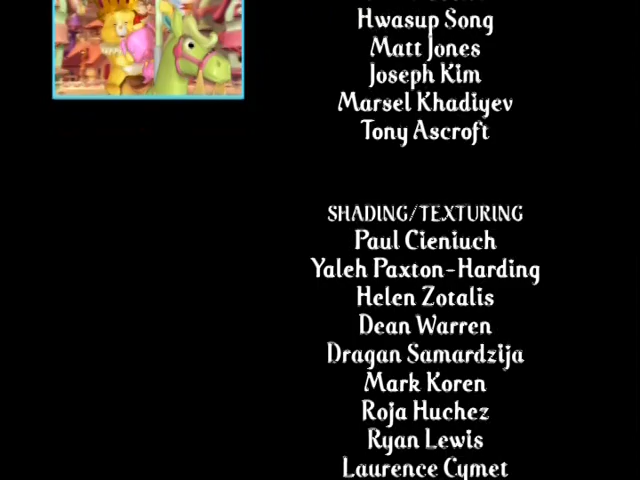 Hwasup Song
Matt Jones
Joseph Kim
Marsel Khadiyev
Tony Ascroft
SHADING/TEXTURING
Paul Cieniuch
Yaleh Paxton-Harding
Helen Zotalis
Dean Warren
Dragan Samardzija
Mark Koren
Roja Huchez
Ryan Lewis
Laurence Cymet